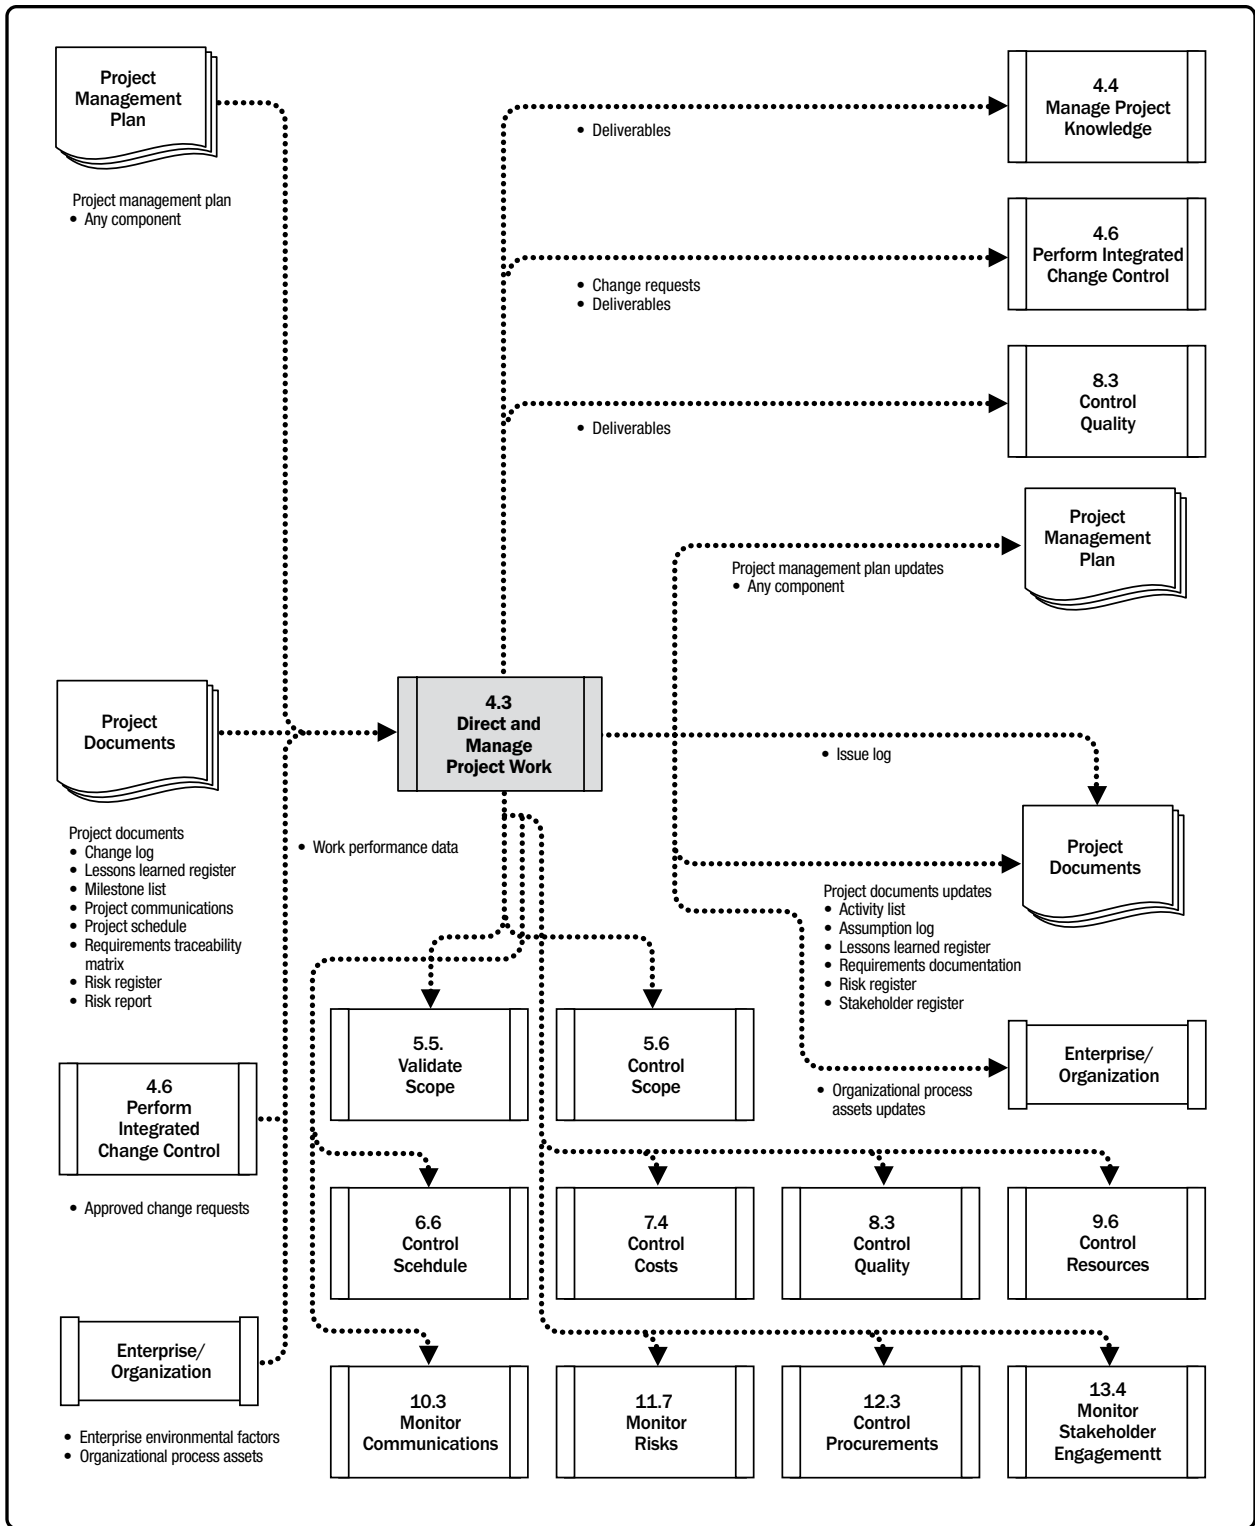 Project
Management
Plan
Project management plan
• Any component
4.4
Manage Project
Knowledge
• Deliverables
4.6
Perform Integrated
Change Control
• Change requests
• Deliverables
8.3
Control
Quality
• Deliverables
Project
Management
Plan
Project management plan updates
• Any component
4.3
Direct and
Manage
Project Work
Project
Documents
• Issue log
Project documents
• Change log
• Lessons learned register
• Milestone list
• Project communications
• Project schedule
• Requirements traceability
matrix
• Risk register
• Risk report
• Work performance data
Project
Documents
Project documents updates
• Activity list
• Assumption log
• Lessons learned register
• Requirements documentation
• Risk register
• Stakeholder register
5.5.
Validate
Scope
5.6
Control
Scope
Enterprise/
Organization
• Organizational process
assets updates
4.6
Perform
Integrated
Change Control
• Approved change requests
6.6
Control
Scehdule
7.4
Control
Costs
8.3
Control
Quality
9.6
Control
Resources
Enterprise/
Organization
• Enterprise environmental factors
• Organizational process assets
10.3
Monitor
Communications
11.7
Monitor
Risks
12.3
Control
Procurements
13.4
Monitor
Stakeholder
Engagementt